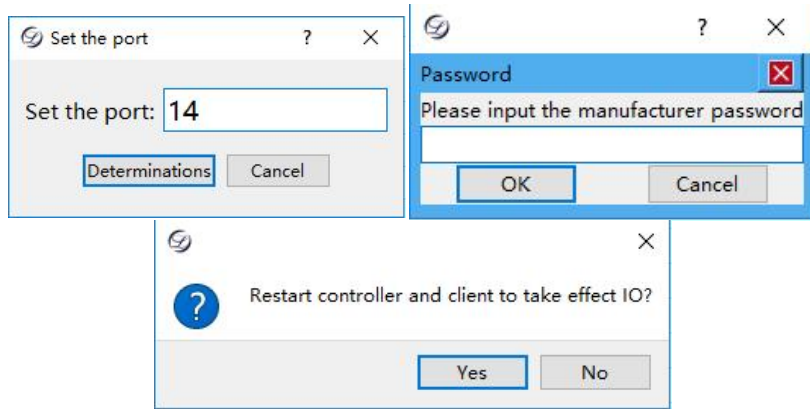 Set the port
Set the port: 14
Determinations Cancel
Password
Please input the manufacturer password
OK Cancel
Restart controller and client to take effect IO?
Yes No